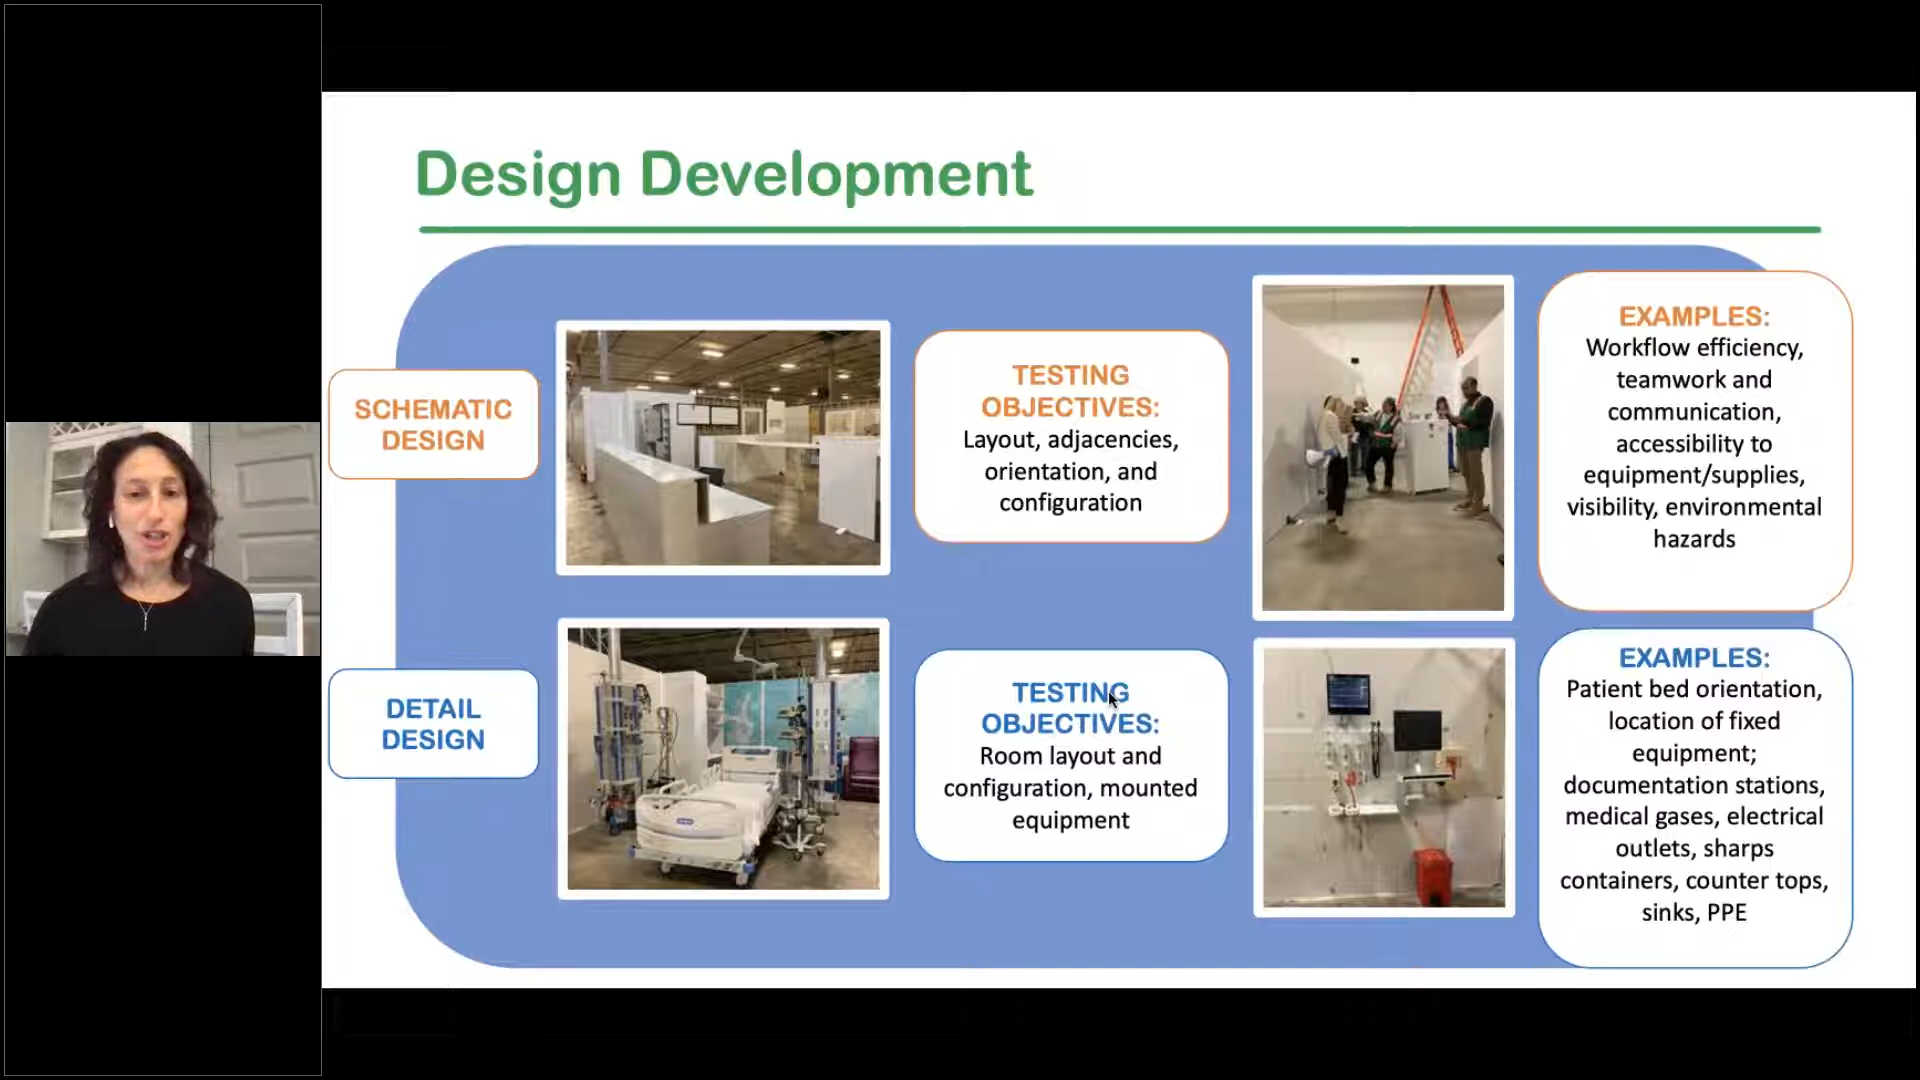 Design Development
SCHEMATIC
DESIGN
TESTING
OBJECTIVES:
Layout, adjacencies,
orientation, and
configuration
EXAMPLES:
Workflow efficiency,
teamwork and
communication,
accessibility to
equipment/supplies,
visibility, environmental
hazards
DETAIL
DESIGN
TESTING
OBJECTIVES:
Room layout and
configuration, mounted
equipment
EXAMPLES:
Patient bed orientation,
location of fixed
equipment;
documentation stations,
medical gases, electrical
outlets, sharps
containers, counter tops,
sinks, PPE